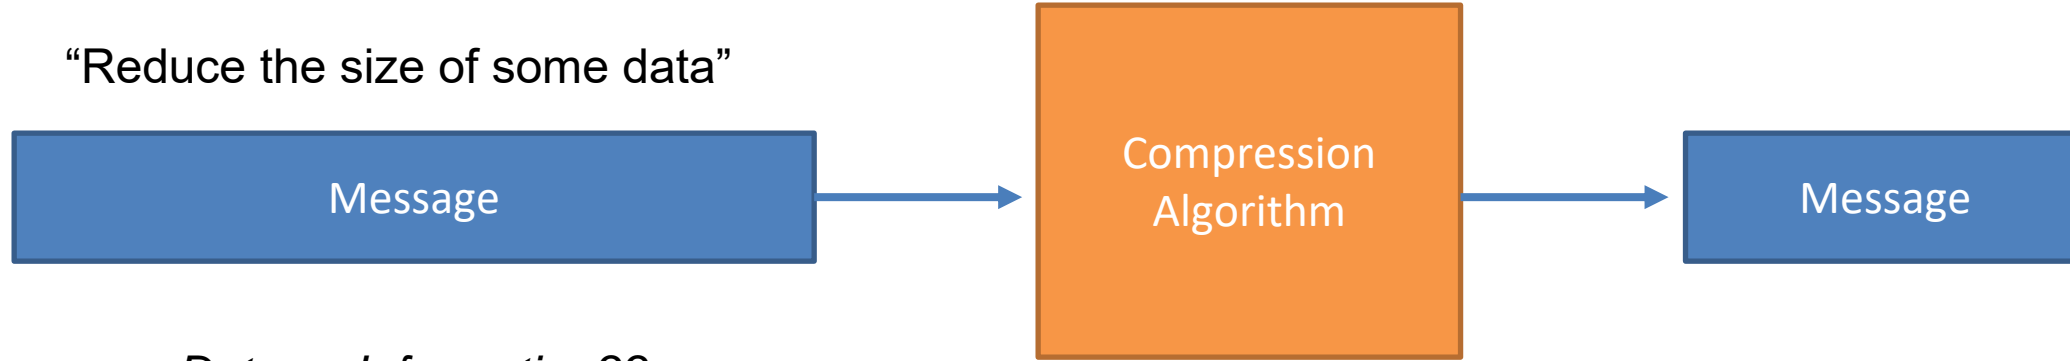 “Reduce the size of some data”
Message
Compression
Algorithm
Message